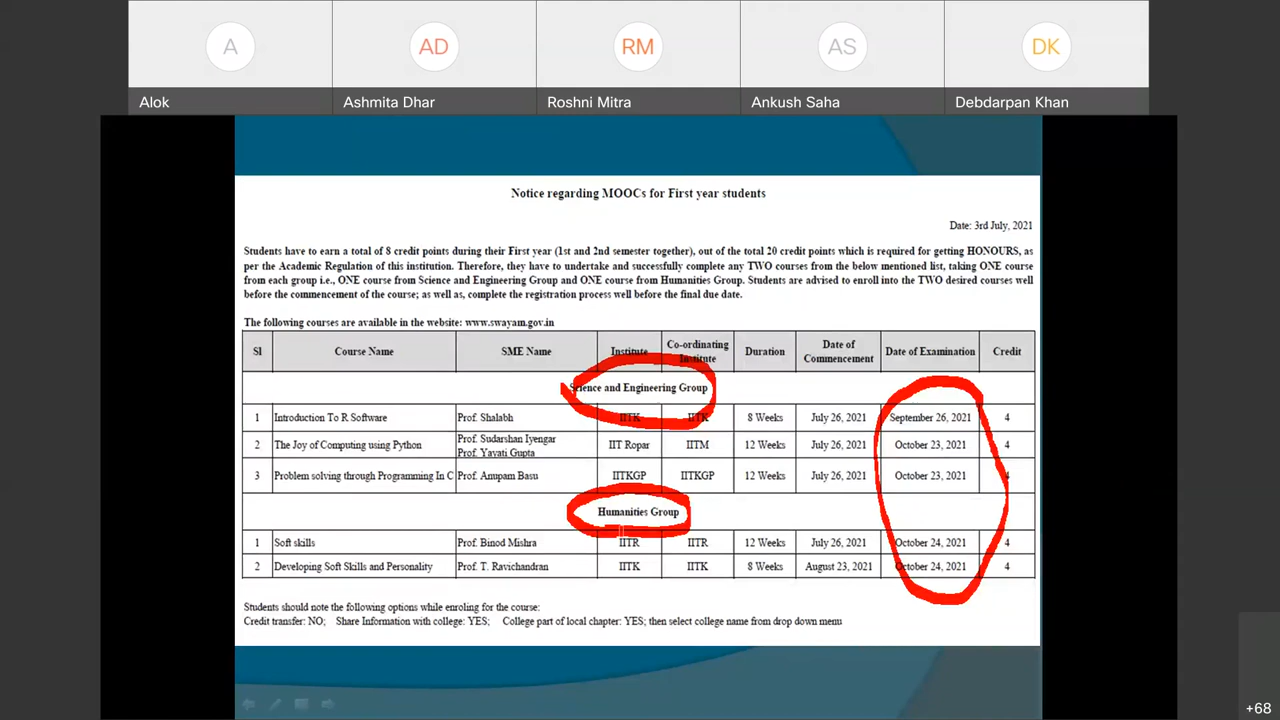 A AD RM AS DK
Alok Ashmita Dhar Roshni Mitra Ankush Saha Debdarpan Khan
Notice regarding MOOCs for First year students
Date: 3rd July, 2021
Students have to earn a total of 8 credit points during their First year (1st and 2nd semester together), out of the total 20 credit points which is required for getting HONOURS, as
per the Academic Regulation of this institution. Therefore, they have to undertake and successfully complete any TWO courses from the below mentioned list, taking ONE course
from each group i.e., ONE course from Science and Engineering Group and ONE course from Humanities Group. Students are advised to enroll into the TWO desired courses well
before the commencement of the course; as well as, complete the registration process well before the final due date.
The following courses are available in the website: www.swayam.gov.in
Sl Course Name SME Name Institute Co-ordinating Institute Duration Date of Commencement Date of Examination Credit
Science and Engineering Group
1 Introduction To R Software Prof. Shalabh IITK IITK 8 Weeks July 26, 2021 September 26, 2021 4
2 The Joy of Computing using Python Prof. Sudarshan Iyengar Prof. Yayati Gupta IIT Ropar IITM 12 Weeks July 26, 2021 October 23, 2021 4
3 Problem solving through Programming In C Prof. Anupam Basu IITKGP IITKGP 12 Weeks July 26, 2021 October 23, 2021 4
Humanities Group
1 Soft skills Prof. Binod Mishra IITR IITR 12 Weeks July 26, 2021 October 24, 2021 4
2 Developing Soft Skills and Personality Prof. T. Ravichandran IITK IITK 8 Weeks August 23, 2021 October 24, 2021 4
Students should note the following options while enroling for the course:
Credit transfer: NO; Share Information with college: YES; College part of local chapter: YES; then select college name from drop down menu
+68